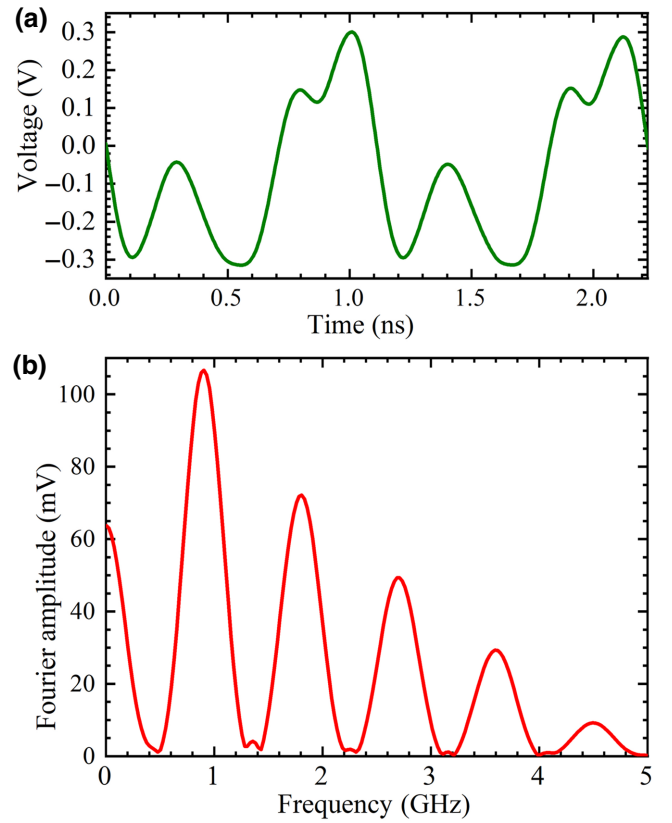 (a)
0.3
0.3
0.1
0.0
−0.1
−0.2
−0.3
Voltage (V)
0.0 0.5 1.0 1.5 2.0
Time (ns)
(b)
100
80
60
40
20
0
Fourier amplitude (mV)
0 1 2 3 4 5
Frequency (GHz)